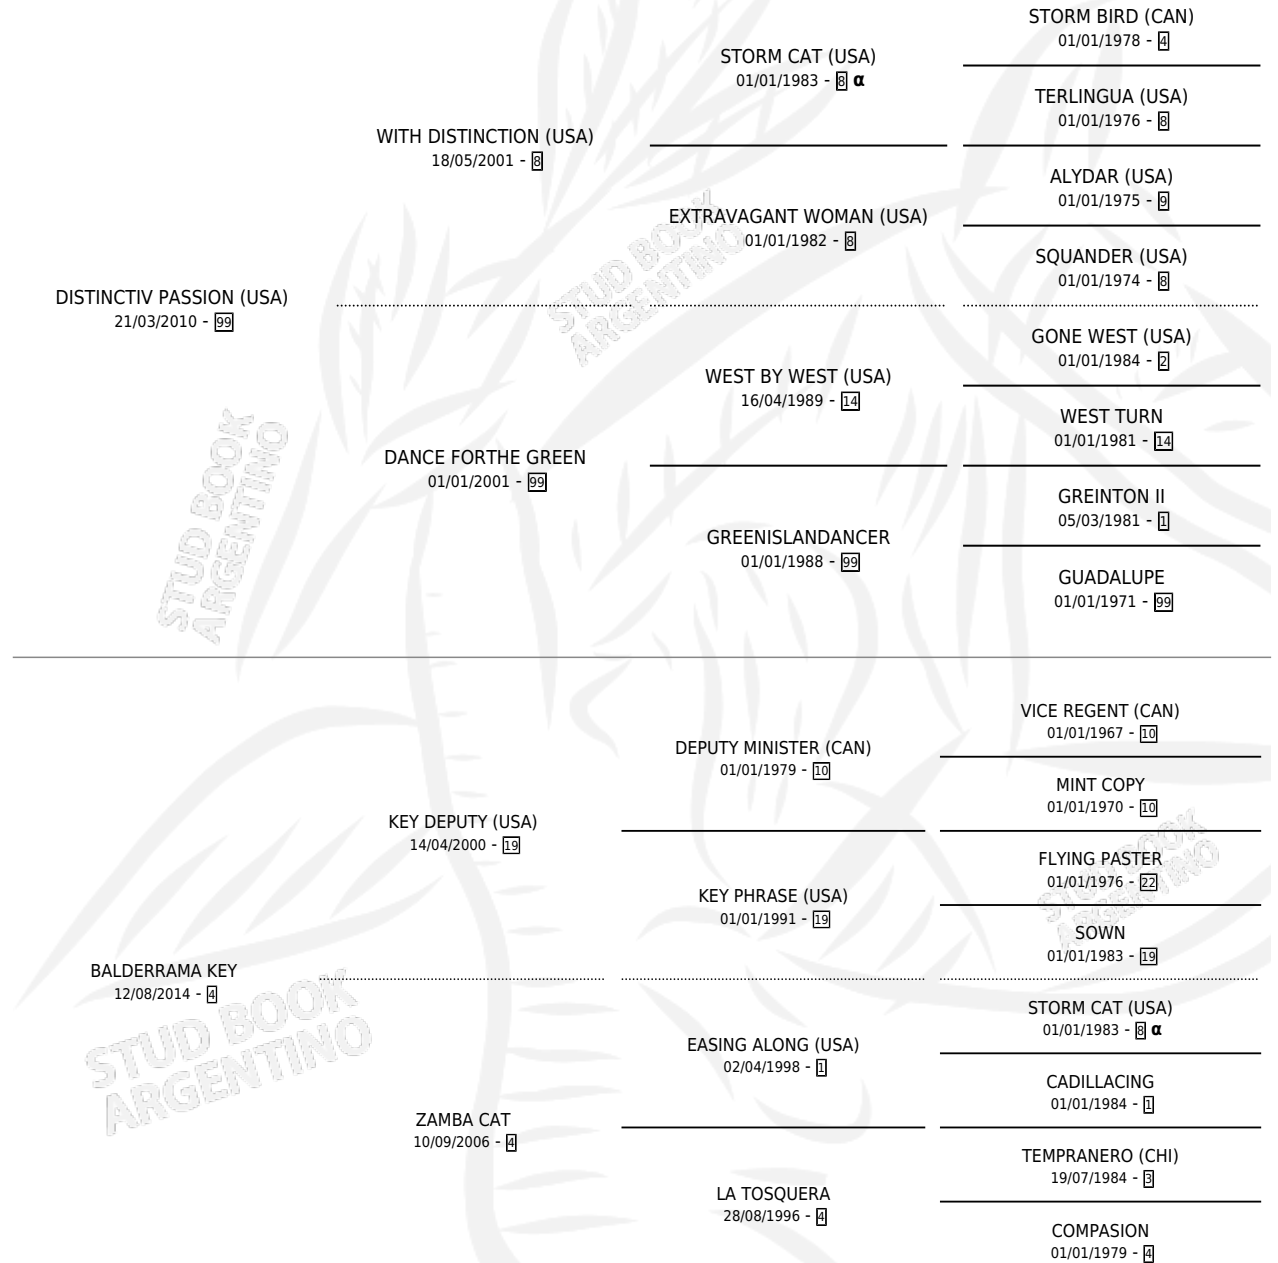 STORM BIRD (CAN)
01/01/1978 - 4
STORM CAT (USA)
01/01/1983 - 8 α
TERLINGUA (USA)
01/01/1976 - 8
WITH DISTINCTION (USA)
18/05/2001 - 8
ALYDAR (USA)
01/01/1975 - 9
EXTRAVAGANT WOMAN (USA)
01/01/1982 - 8
SQUANDER (USA)
01/01/1974 - 8
DISTINCTIV PASSION (USA)
21/03/2010 - 99
GONE WEST (USA)
01/01/1984 - 2
WEST BY WEST (USA)
16/04/1989 - 14
WEST TURN
01/01/1981 - 14
DANCE FORTHE GREEN
01/01/2001 - 99
GREINTON II
05/03/1981 - 1
GREENISLANDANCER
01/01/1988 - 99
GUADALUPE
01/01/1971 - 99
VICE REGENT (CAN)
01/01/1967 - 10
DEPUTY MINISTER (CAN)
01/01/1979 - 10
MINT COPY
01/01/1970 - 10
KEY DEPUTY (USA)
14/04/2000 - 19
FLYING PASTER
01/01/1976 - 22
KEY PHRASE (USA)
01/01/1991 - 19
SOWN
01/01/1983 - 19
BALDERRAMA KEY
12/08/2014 - 4
STORM CAT (USA)
01/01/1983 - 8 α
EASING ALONG (USA)
02/04/1998 - 1
CADILLACING
01/01/1984 - 1
ZAMBA CAT
10/09/2006 - 4
TEMPRANERO (CHI)
19/07/1984 - 3
LA TOSQUERA
28/08/1996 - 4
COMPASION
01/01/1979 - 4
STUD BOOK
ARGENTINO
STUD BOOK
ARGENTINO
STUD BOOK
ARGENTINO
STUD BOOK
ARGENTINO